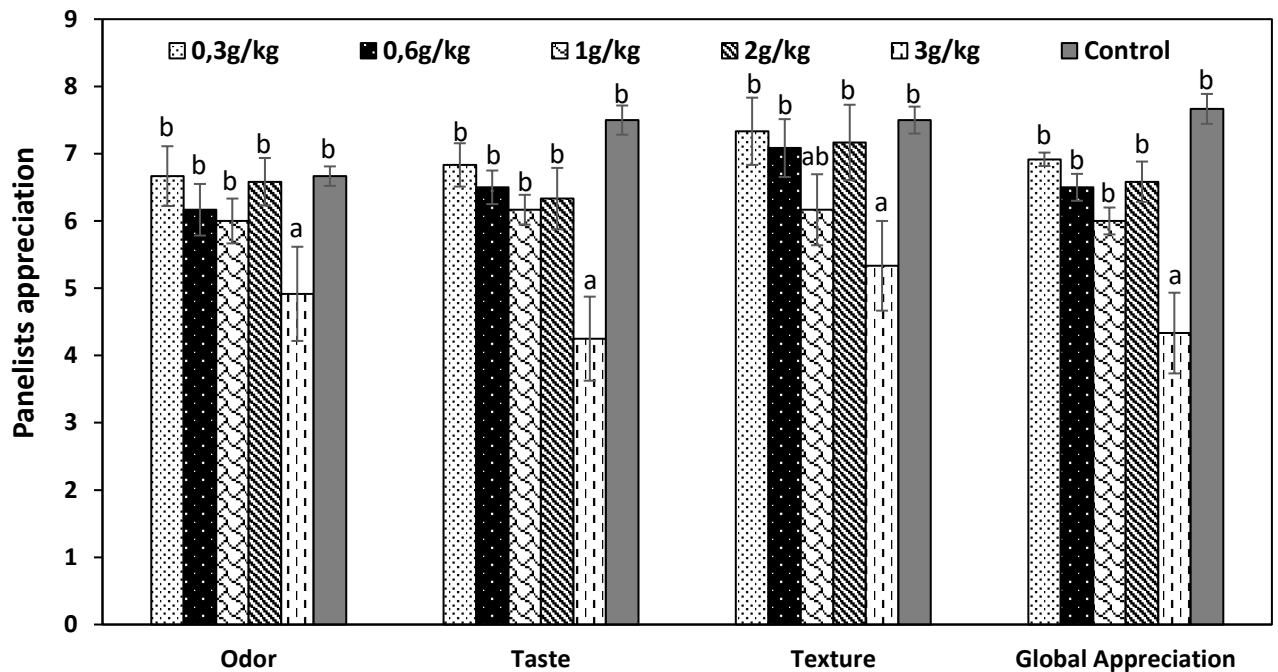 9
0,3g/kg 0,6g/kg 1g/kg 2g/kg 3g/kg Control
8
7
6
5
4
3
2
1
0
Panelists appreciation
b b b b a b
b b b b a b
b b ab b a b
b b b b a b
Odor Taste Texture Global Appreciation